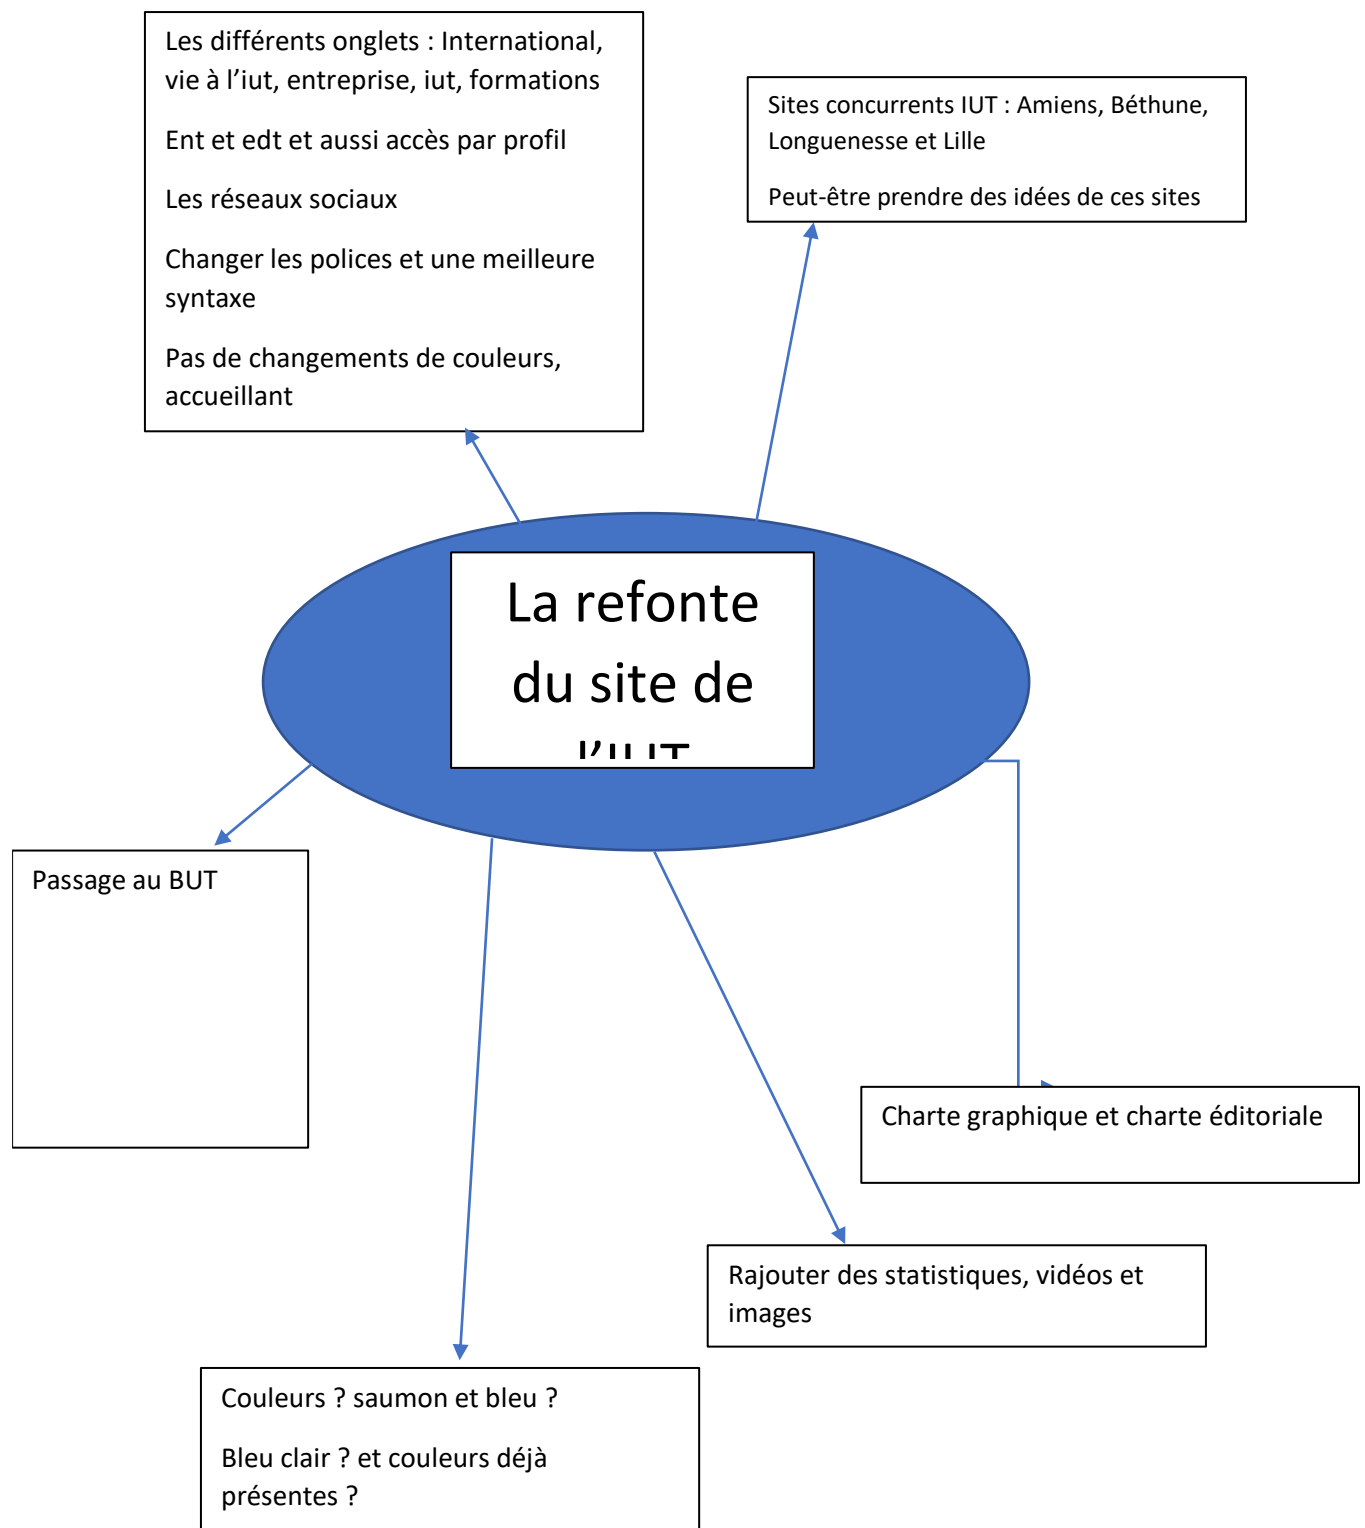 Les différents onglets : International,
vie à l’iut, entreprise, iut, formations
Ent et edt et aussi accès par profil
Les réseaux sociaux
Changer les polices et une meilleure
syntaxe
Pas de changements de couleurs,
accueillant
Sites concurrents IUT : Amiens, Béthune,
Longuenesse et Lille
Peut-être prendre des idées de ces sites
La refonte
du site de
l’IUT
Passage au BUT
Charte graphique et charte éditoriale
Rajouter des statistiques, vidéos et
images
Couleurs ? saumon et bleu ?
Bleu clair ? et couleurs déjà
présentes ?